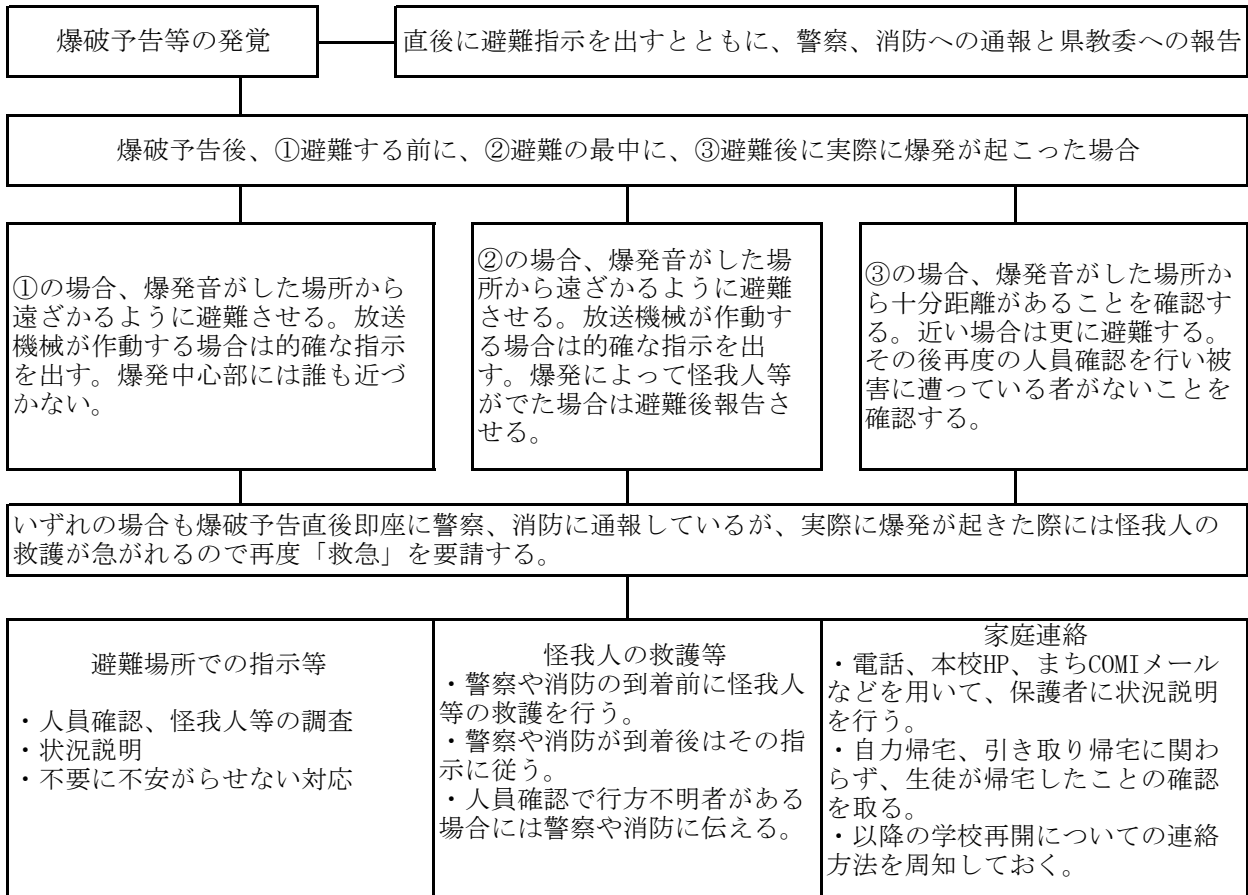 爆破予告等の発覚
直後に避難指示を出すとともに、警察、消防への通報と県教委への報告
爆破予告後、①避難する前に、②避難の最中に、③避難後に実際に爆発が起こった場合
①の場合、爆発音がした場所から
遠ざかるように避難させる。放送
機械が作動する場合は的確な指示
を出す。爆発中心部には誰も近づ
かない。
②の場合、爆発音がした場
所から遠ざかるように避難
させる。放送機械が作動す
る場合は的確な指示を出
す。爆発によって怪我人等
がでた場合は避難後報告さ
せる。
③の場合、爆発音がした場所か
ら十分距離があることを確認す
る。近い場合は更に避難する。
その後再度の人員確認を行い被
害に遭っている者がないことを
確認する。
いずれの場合も爆破予告直後即座に警察、消防に通報しているが、実際に爆発が起きた際には怪我人の
救護が急がれるので再度「救急」を要請する。
避難場所での指示等
・人員確認、怪我人等の調査
・状況説明
・不要に不安がらせない対応
怪我人の救護等
・警察や消防の到着前に怪我人
等の救護を行う。
・警察や消防が到着後はその指
示に従う。
・人員確認で行方不明者がある
場合には警察や消防に伝える。
家庭連絡
・電話、本校HP、まちCOMIメール
などを用いて、保護者に状況説明
を行う。
・自力帰宅、引き取り帰宅に関わ
らず、生徒が帰宅したことの確認
を取る。
・以降の学校再開についての連絡
方法を周知しておく。